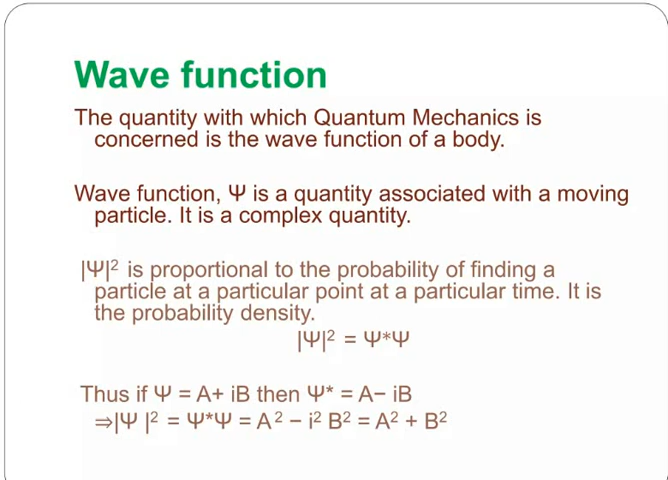 Wave function
The quantity with which Quantum Mechanics is
concerned is the wave function of a body.
Wave function, Ψ is a quantity associated with a moving
particle. It is a complex quantity.
|Ψ|² is proportional to the probability of finding a
particle at a particular point at a particular time. It is
the probability density.
|Ψ|² = Ψ*Ψ
Thus if Ψ = A+ iB then Ψ* = A− iB
⇒|Ψ |² = Ψ*Ψ = A² − i² B² = A² + B²